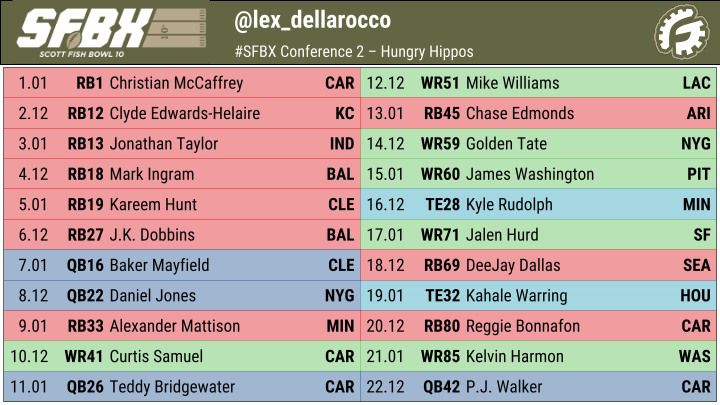 SFBX
SCOTT FISH BOWL 10
10
@lex_dellarocco
#SFBX Conference 2 – Hungry Hippos
1.01 RB1 Christian McCaffrey CAR
2.12 RB12 Clyde Edwards-Helaire KC
3.01 RB13 Jonathan Taylor IND
4.12 RB18 Mark Ingram BAL
5.01 RB19 Kareem Hunt CLE
6.12 RB27 J.K. Dobbins BAL
7.01 QB16 Baker Mayfield CLE
8.12 QB22 Daniel Jones NYG
9.01 RB33 Alexander Mattison MIN
10.12 WR41 Curtis Samuel CAR
11.01 QB26 Teddy Bridgewater CAR
12.12 WR51 Mike Williams LAC
13.01 RB45 Chase Edmonds ARI
14.12 WR59 Golden Tate NYG
15.01 WR60 James Washington PIT
16.12 TE28 Kyle Rudolph MIN
17.01 WR71 Jalen Hurd SF
18.12 RB69 DeeJay Dallas SEA
19.01 TE32 Kahale Warring HOU
20.12 RB80 Reggie Bonnafon CAR
21.01 WR85 Kelvin Harmon WAS
22.12 QB42 P.J. Walker CAR